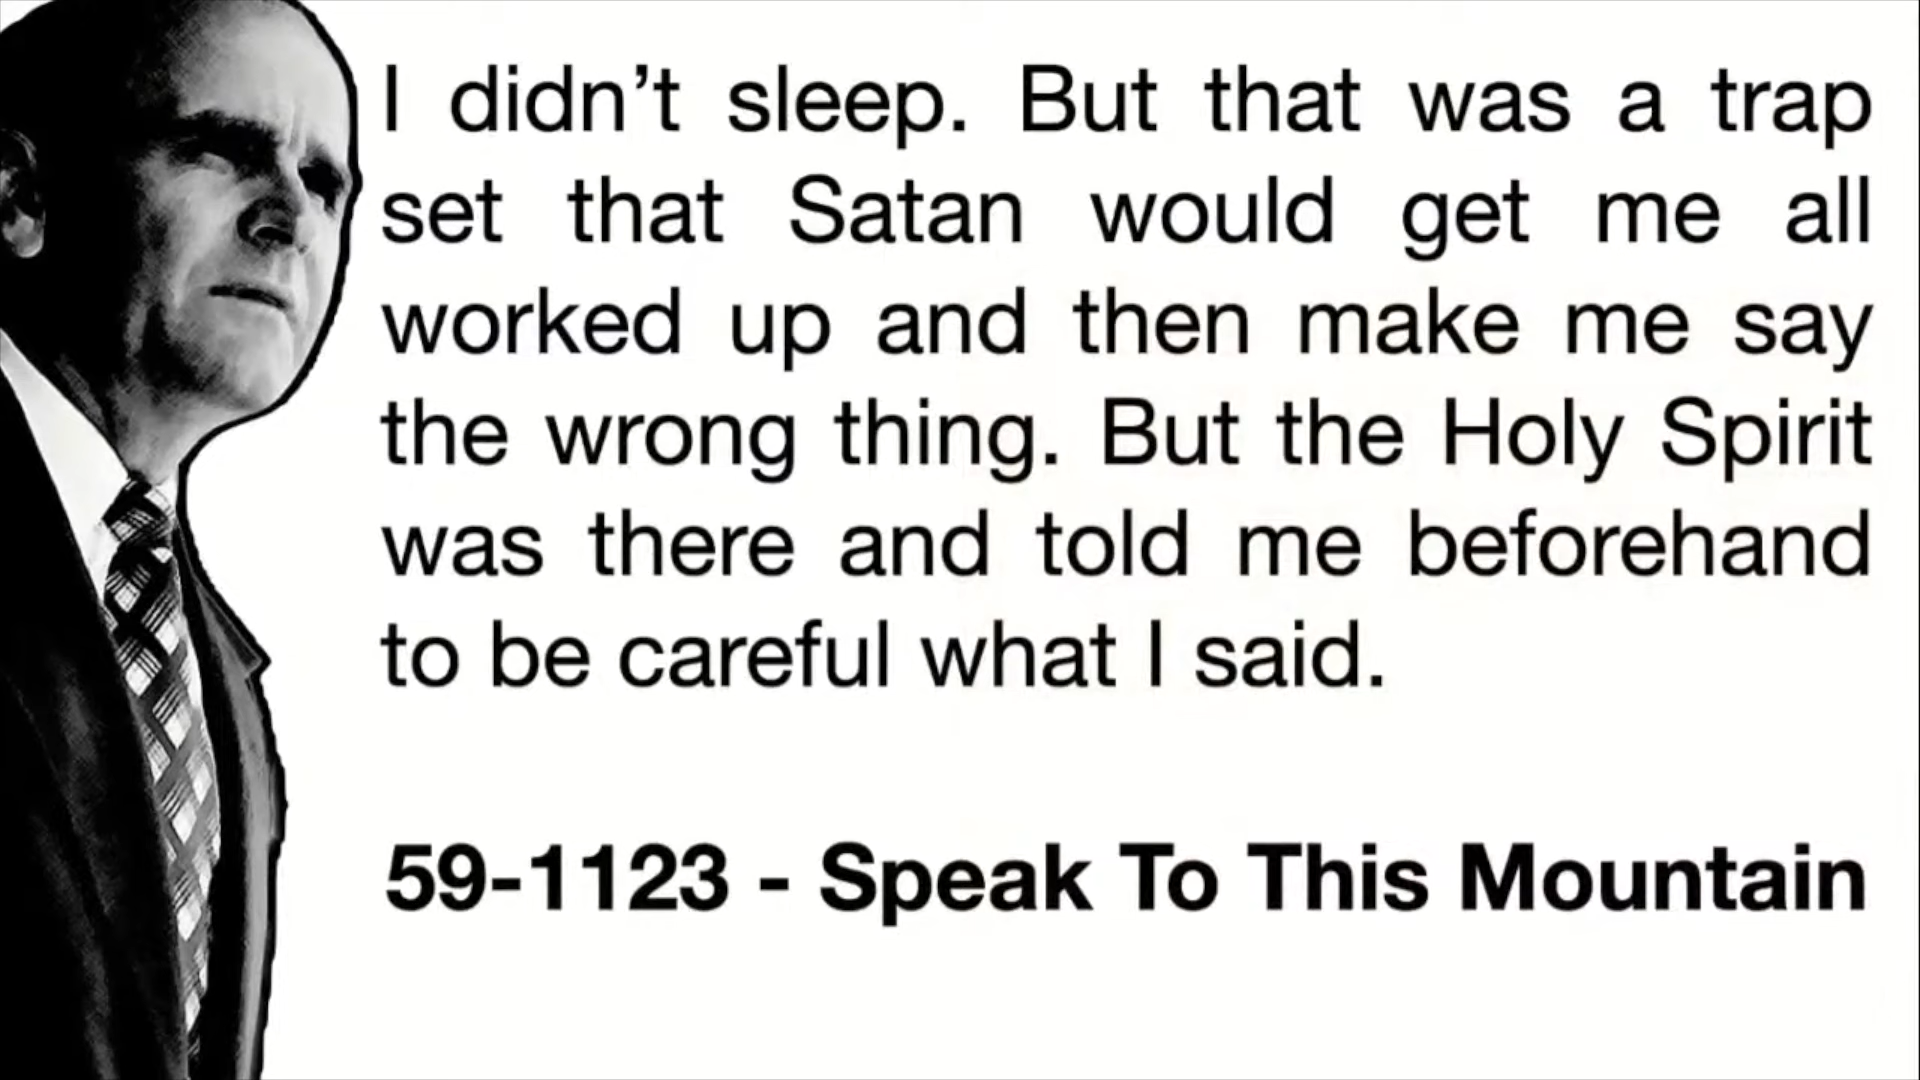 I didn’t sleep. But that was a trap
set that Satan would get me all
worked up and then make me say
the wrong thing. But the Holy Spirit
was there and told me beforehand
to be careful what I said.
59-1123 - Speak To This Mountain